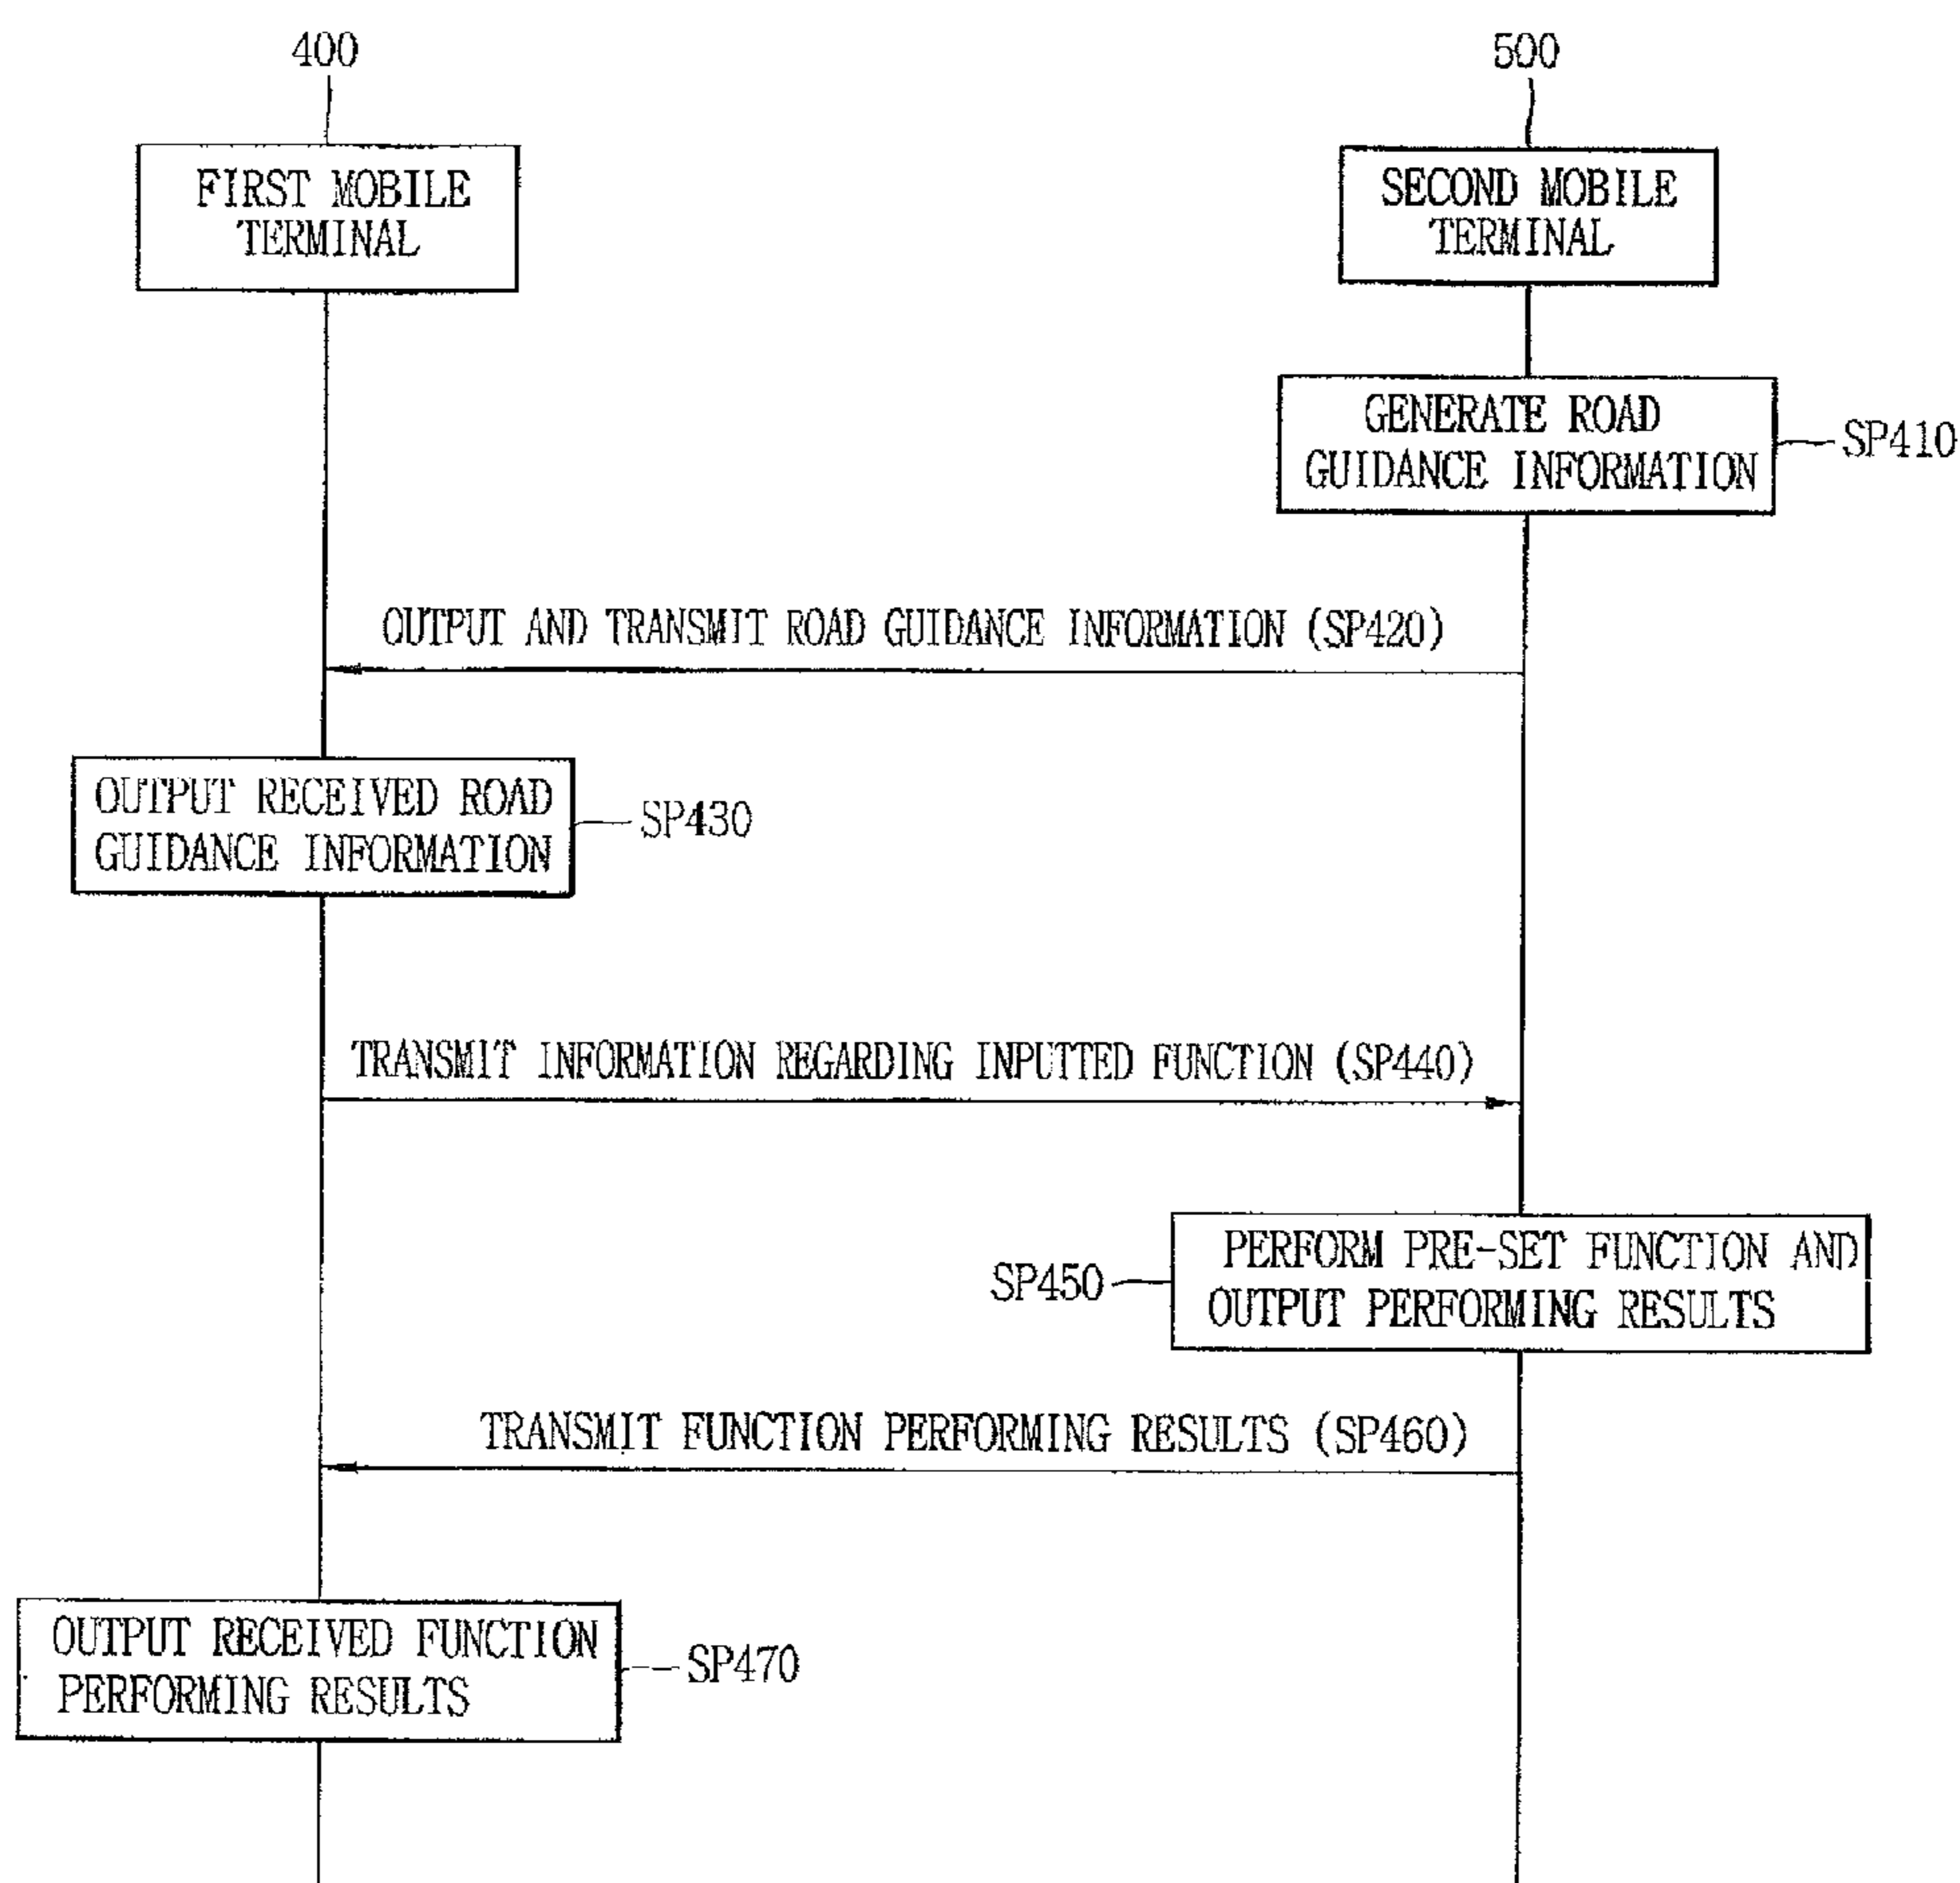 400
500
FIRST MOBILE
TERMINAL
SECOND MOBILE
TERMINAL
GENERATE ROAD
GUIDANCE INFORMATION
SP410
OUTPUT AND TRANSMIT ROAD GUIDANCE INFORMATION (SP420)
OUTPUT RECEIVED ROAD
GUIDANCE INFORMATION
SP430
TRANSMIT INFORMATION REGARDING INPUTTED FUNCTION (SP440)
SP450
PERFORM PRE-SET FUNCTION AND
OUTPUT PERFORMING RESULTS
TRANSMIT FUNCTION PERFORMING RESULTS (SP460)
OUTPUT RECEIVED FUNCTION
PERFORMING RESULTS
SP470